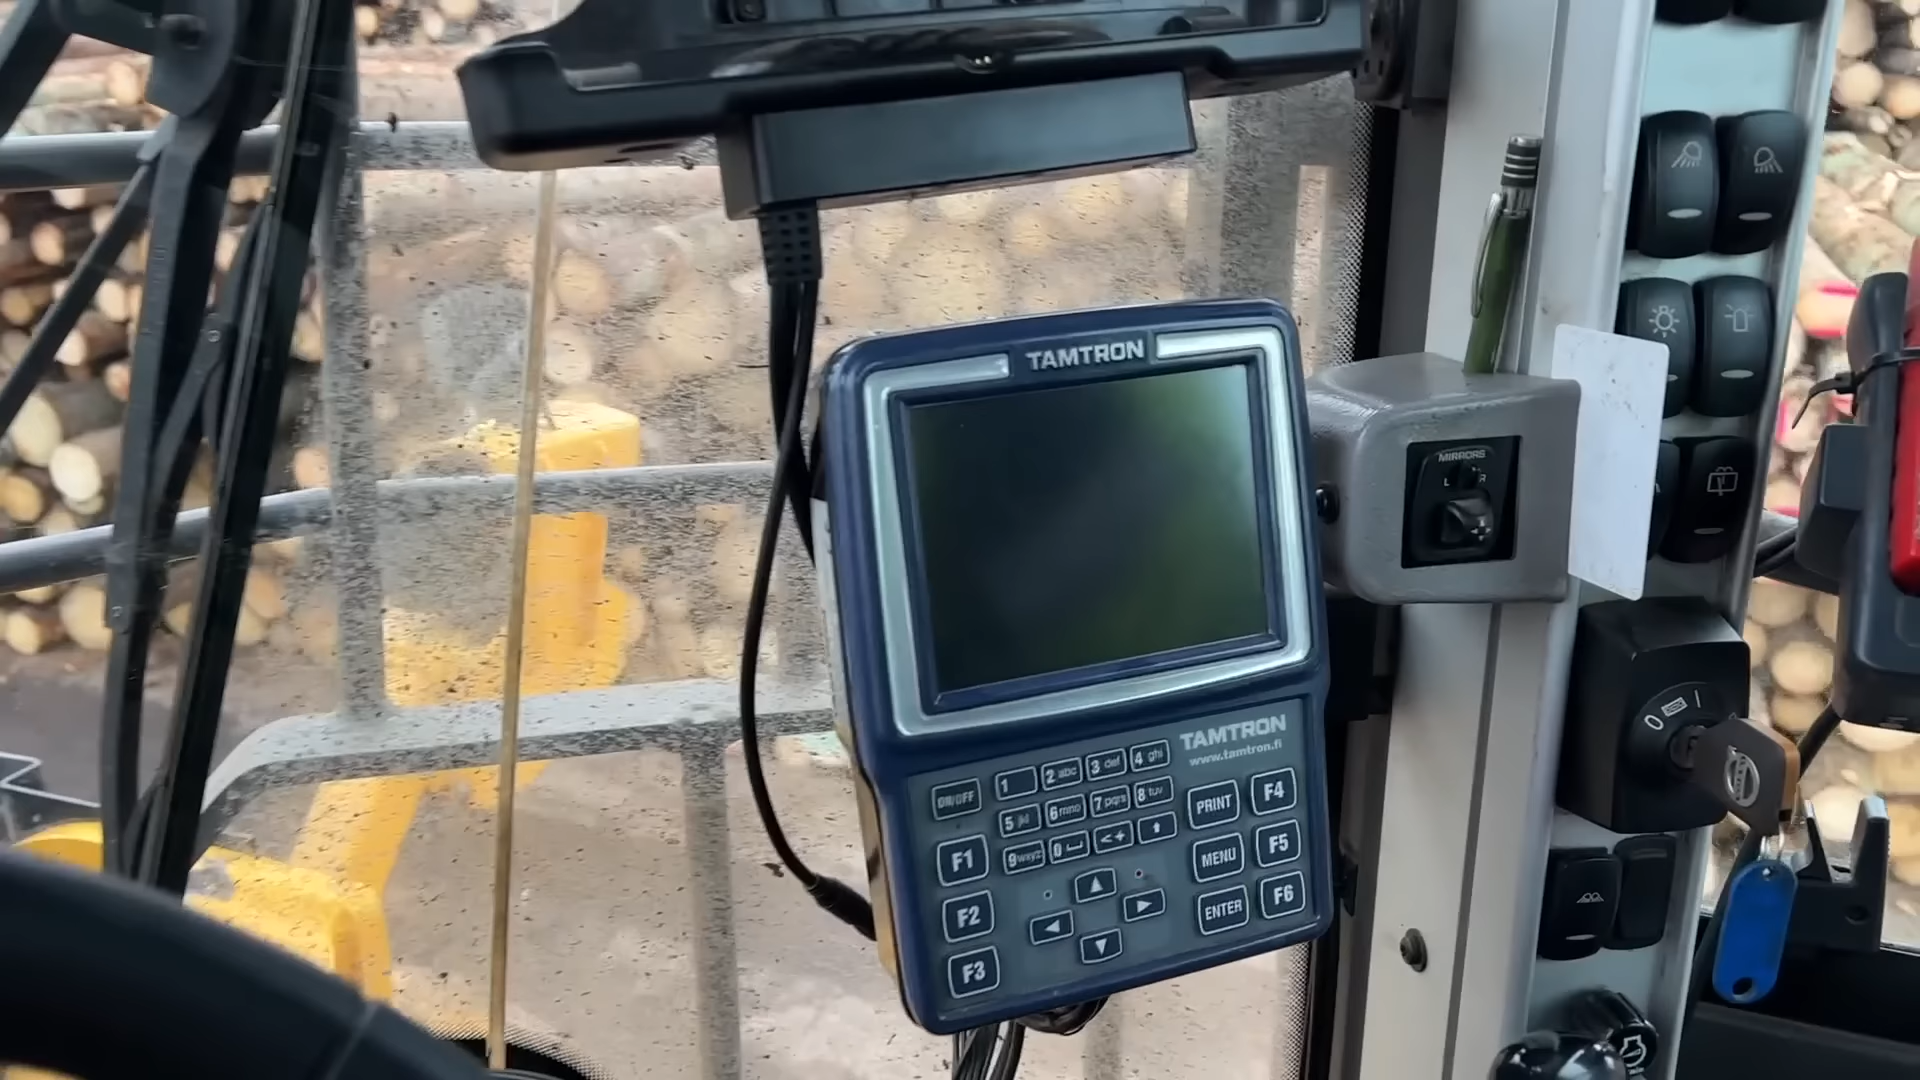 TAMTRON
MIRRORS
L R
TAMTRON
www.tamtron.fi
ON/OFF 1 2 abc 3 def 4 ghi
5 jkl 6 mno 7 pqrs 8 tuv PRINT F4
F1 9 wxyz 0 <+ MENU F5
F2 ENTER F6
F3
O I